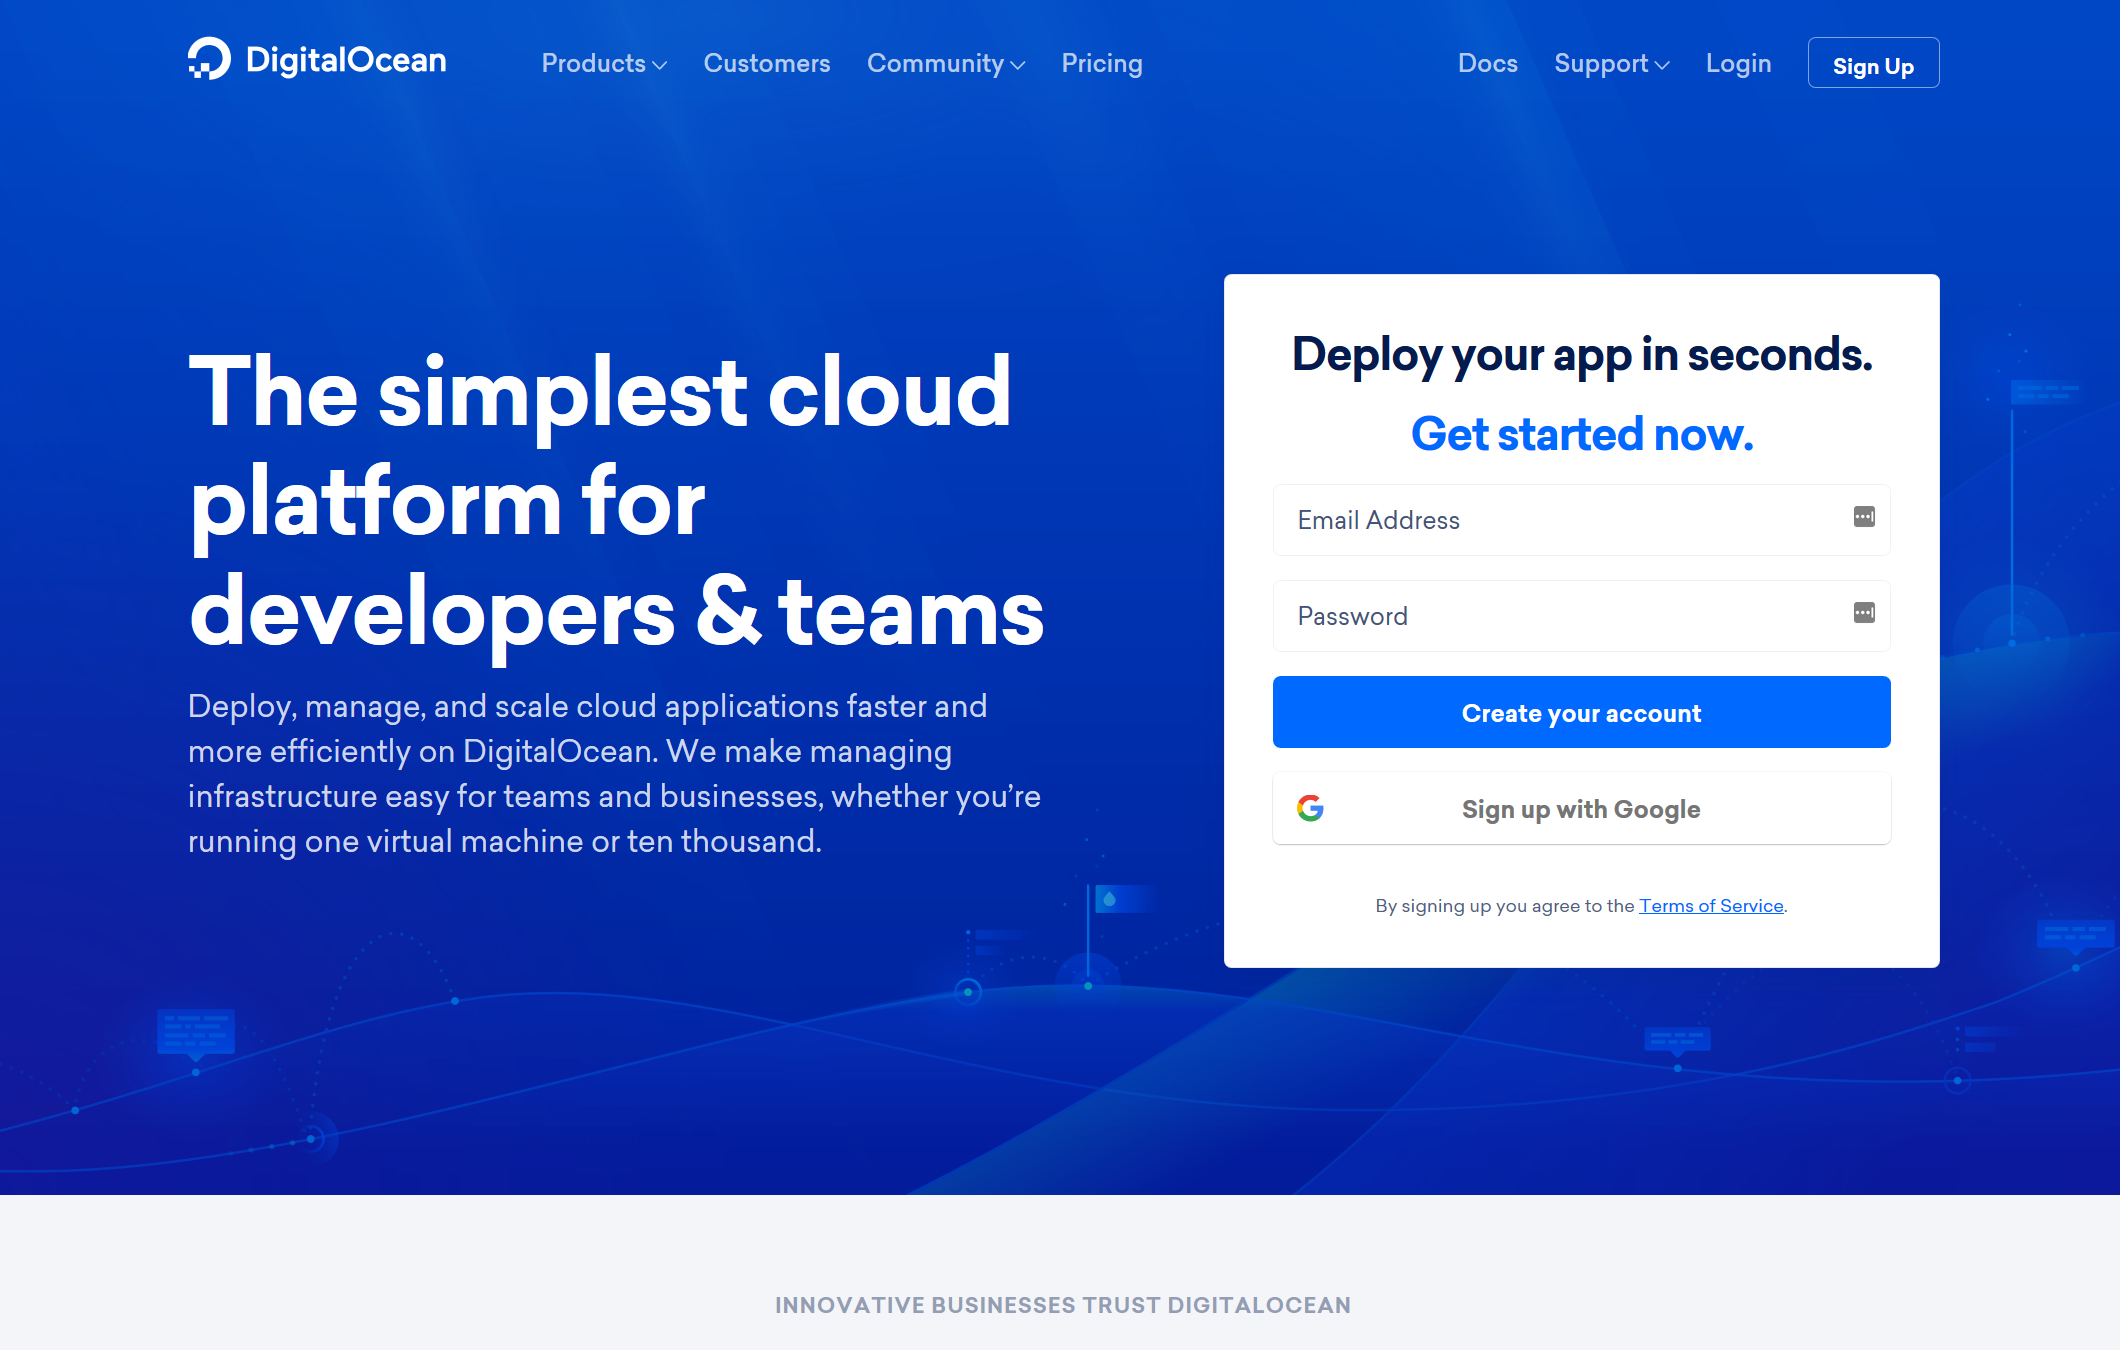 DigitalOcean
Products
Customers
Community
Pricing
Docs
Support
Login
Sign Up
The simplest cloud
platform for
developers & teams
Deploy, manage, and scale cloud applications faster and
more efficiently on DigitalOcean. We make managing
infrastructure easy for teams and businesses, whether you're
running one virtual machine or ten thousand.
Deploy your app in seconds.
Get started now.
Email Address
Password
Create your account
Sign up with Google
By signing up you agree to the Terms of Service.
INNOVATIVE BUSINESSES TRUST DIGITALOCEAN